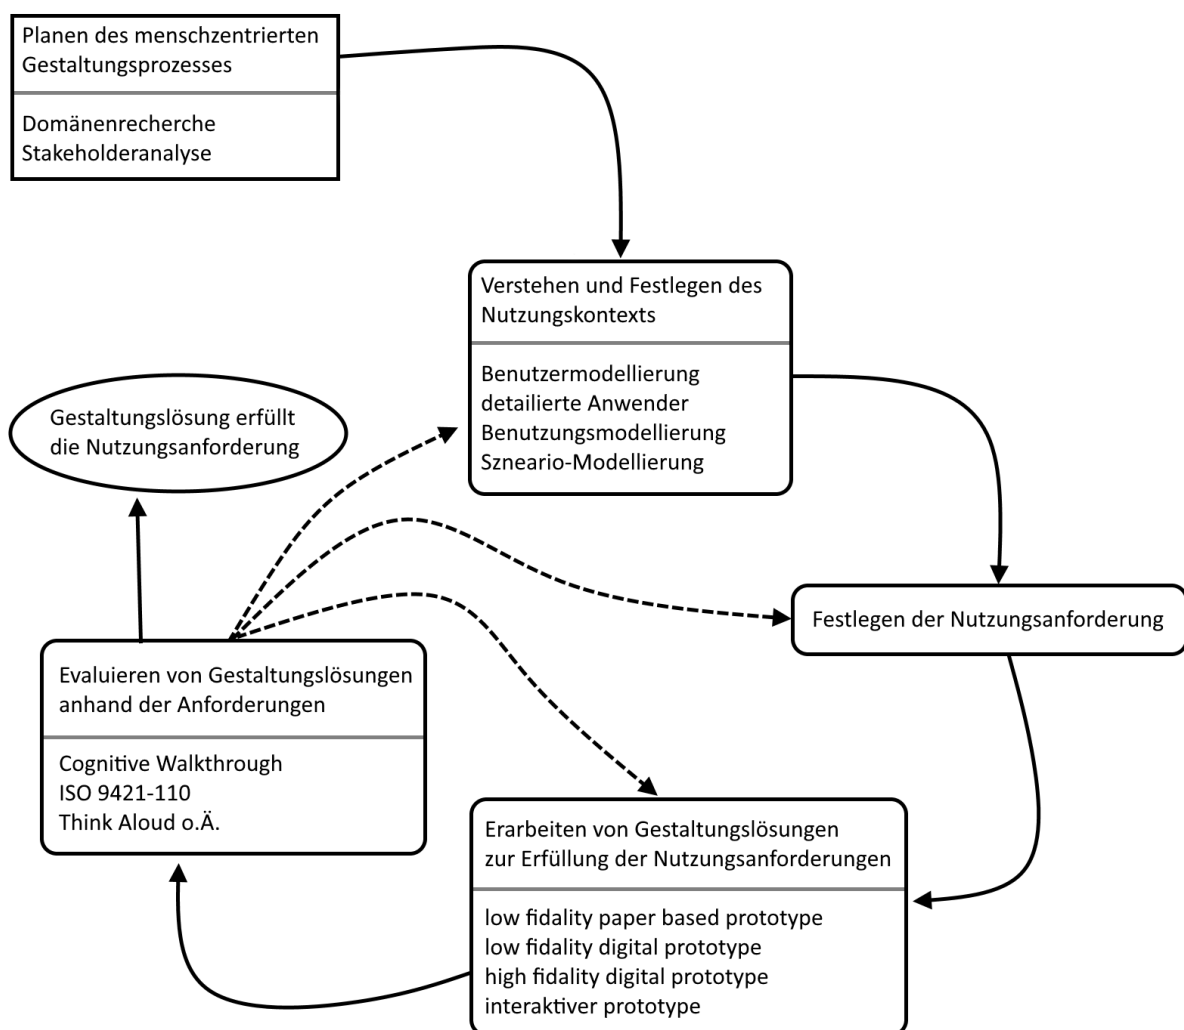 Planen des menschzentrierten
Gestaltungsprozesses
Domänenrecherche
Stakeholderanalyse
Verstehen und Festlegen des
Nutzungskontexts
Benutzermodellierung
detailierte Anwender
Benutzungsmodellierung
Szneario-Modellierung
Gestaltungslösung erfüllt
die Nutzungsanforderung
Festlegen der Nutzungsanforderung
Evaluieren von Gestaltungslösungen
anhand der Anforderungen
Cognitive Walkthrough
ISO 9421-110
Think Aloud o.Ä.
Erarbeiten von Gestaltungslösungen
zur Erfüllung der Nutzungsanforderungen
low fidality paper based prototype
low fidality digital prototype
high fidality digital prototype
interaktiver prototype